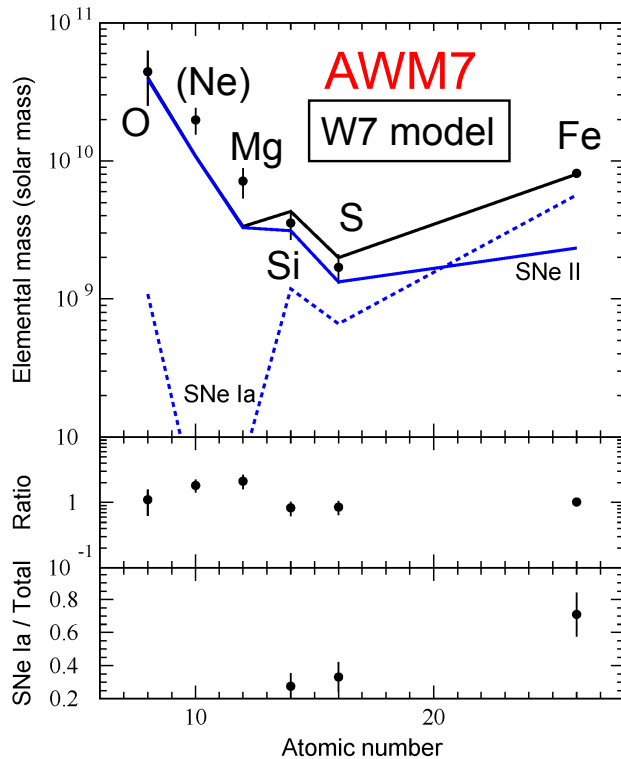 10^11
AWM7
(Ne)
W7 model
O
Mg
Fe
10^10
S
Si
SNe II
10^9
SNe Ia
Elemental mass (solar mass)
10
Ratio
1
-1
10
SNe Ia / Total
0.8
0.6
0.4
0.2
10
20
Atomic number